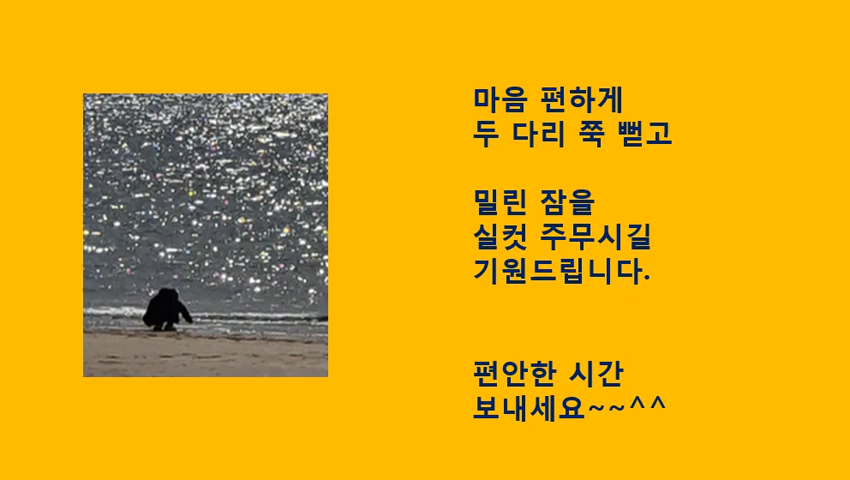 마음 편하게
두 다리 쭉 뻗고
밀린 잠을
실컷 주무시길
기원드립니다.
편안한 시간
보내세요~~^^